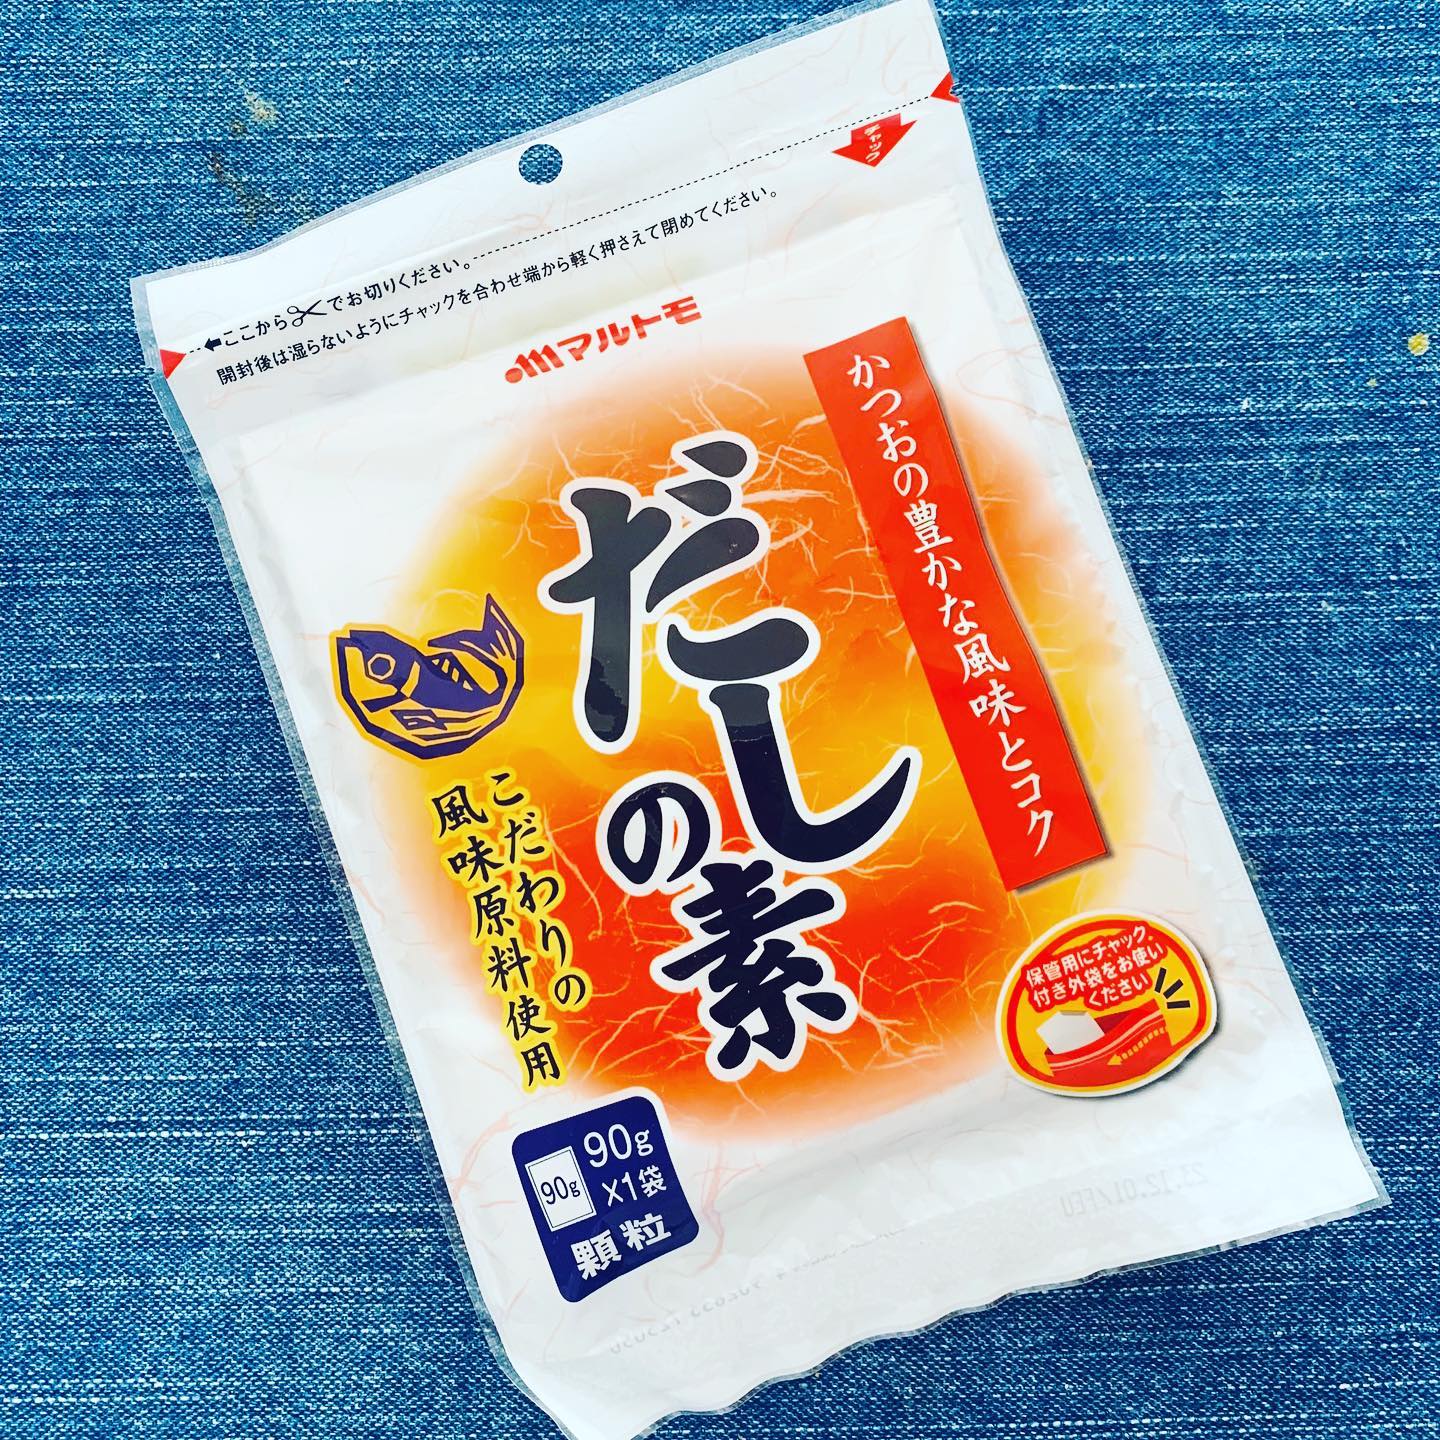 チャック
ここから✂でお切りください。
開封後は湿らないようにチャックを合わせ端から軽く押さえて閉めてください。
マルトモ
かつおの豊かな風味とコク
だしの素
こだわりの
風味原料使用
保管用にチャック
付き外袋をお使い
ください
90g
90g
×1袋
顆粒